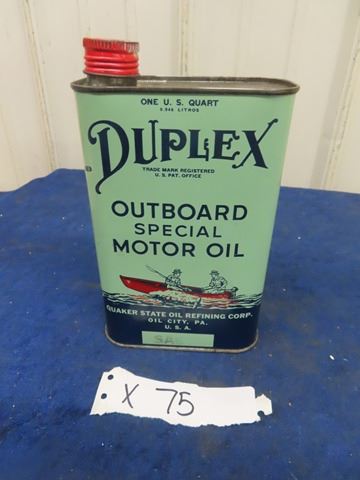 ONE U. S. QUART
0.946 LITROS
DUPLEX
TRADE MARK REGISTERED
U. S. PAT. OFFICE
OUTBOARD
SPECIAL
MOTOR OIL
QUAKER STATE OIL REFINING CORP.
OIL CITY, PA.
U. S. A.
SA
X 75